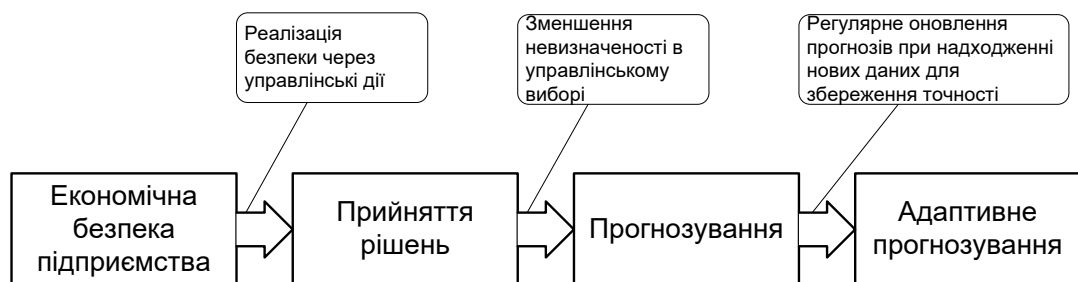 Реалізація
безпеки через
управлінські дії
Зменшення
невизначеності в
управлінському
виборі
Регулярне оновлення
прогнозів при надходженні
нових даних для
збереження точності
Економічна
безпека
підприємства
Прийняття
рішень
Прогнозування
Адаптивне
прогнозування